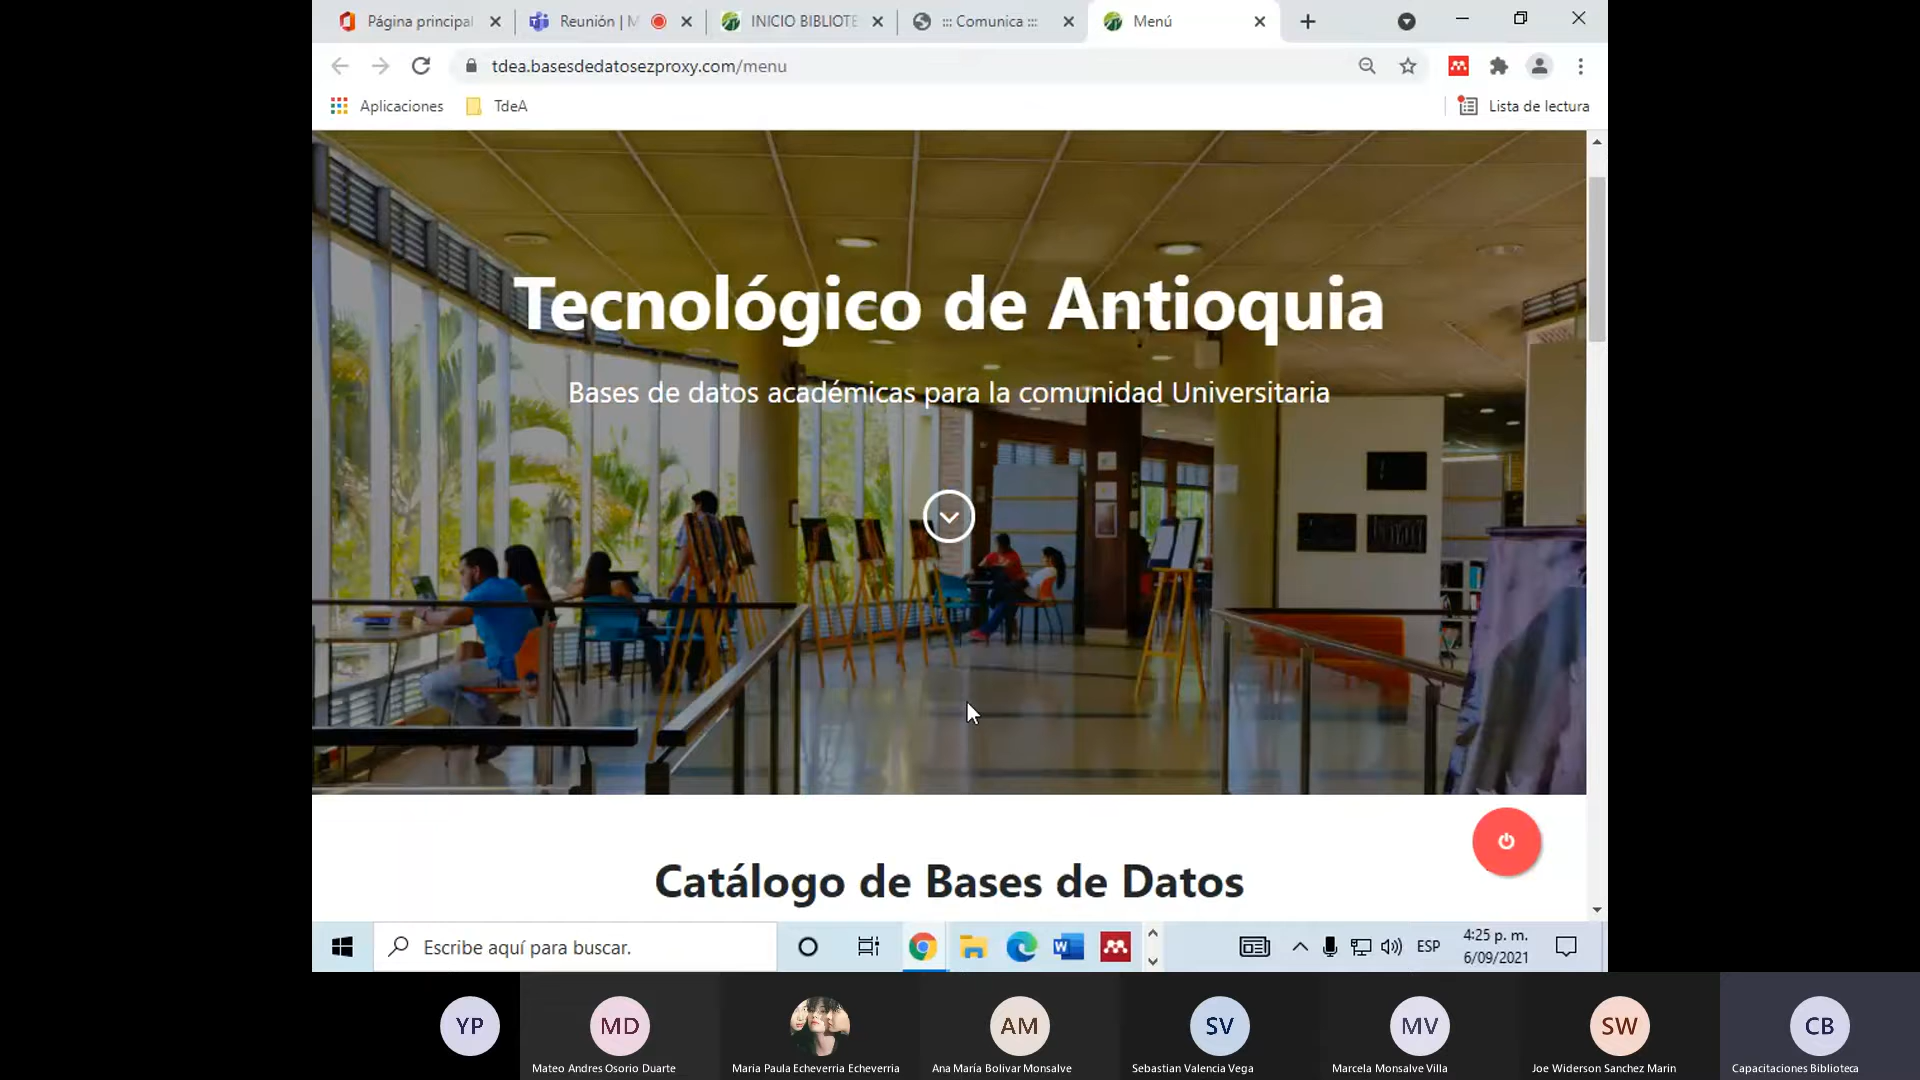 Página principal
Reunión | M
INICIO BIBLIOTE
::: Comunica :::
Menú
tdea.basesdedatosezproxy.com/menu
Aplicaciones
TdeA
Lista de lectura
Tecnológico de Antioquia
Bases de datos académicas para la comunidad Universitaria
Catálogo de Bases de Datos
Escribe aquí para buscar.
ESP
4:25 p. m.
6/09/2021
YP
MD
AM
SV
MV
SW
CB
Mateo Andres Osorio Duarte
Maria Paula Echeverria Echeverria
Ana María Bolivar Monsalve
Sebastian Valencia Vega
Marcela Monsalve Villa
Joe Widerson Sanchez Marin
Capacitaciones Biblioteca